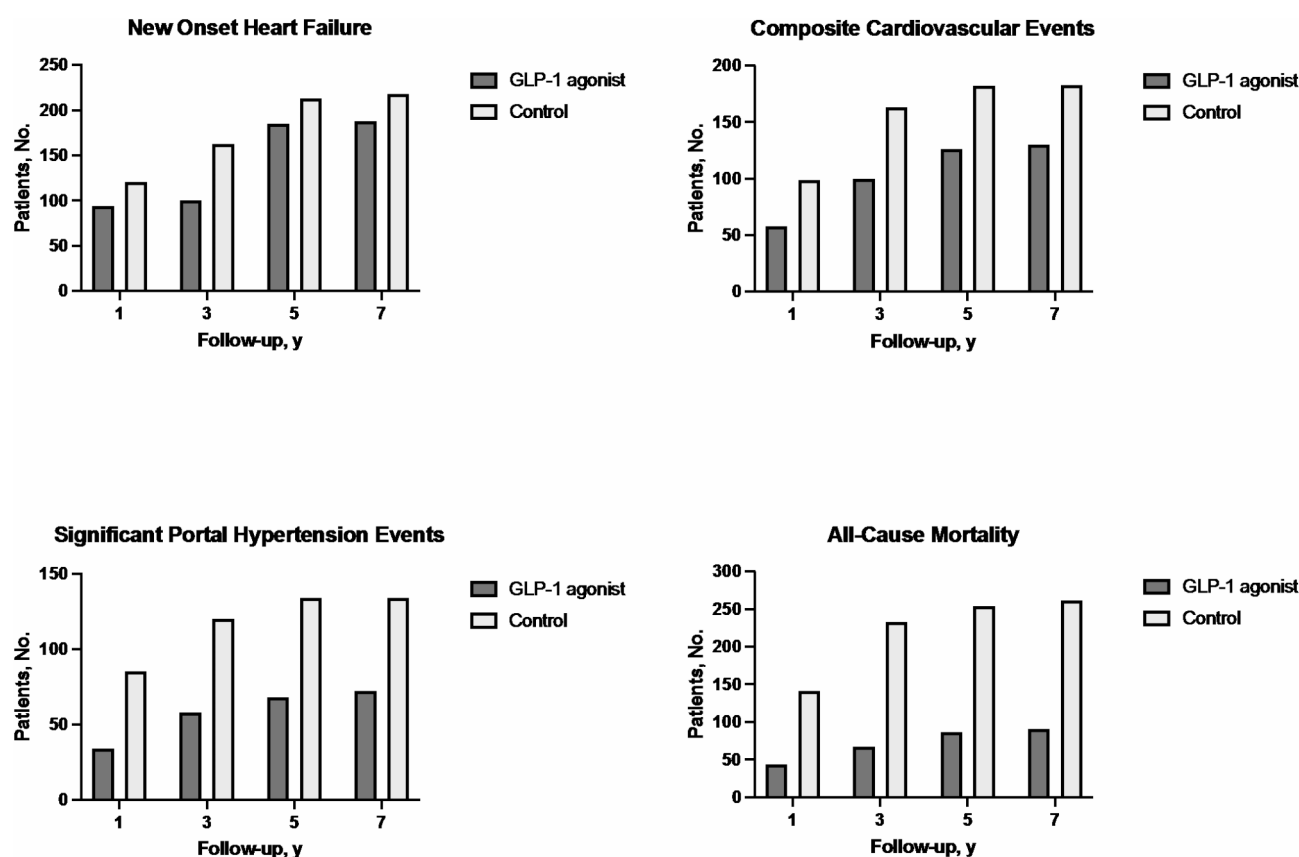 New Onset Heart Failure
250
200
150
100
50
0
Patients, No.
1 3 5 7
Follow-up, y
GLP-1 agonist
Control
Composite Cardiovascular Events
200
150
100
50
0
Patients, No.
1 3 5 7
Follow-up, y
GLP-1 agonist
Control
Significant Portal Hypertension Events
150
100
50
0
Patients, No.
1 3 5 7
Follow-up, y
GLP-1 agonist
Control
All-Cause Mortality
300
250
200
150
100
50
0
Patients, No.
1 3 5 7
Follow-up, y
GLP-1 agonist
Control